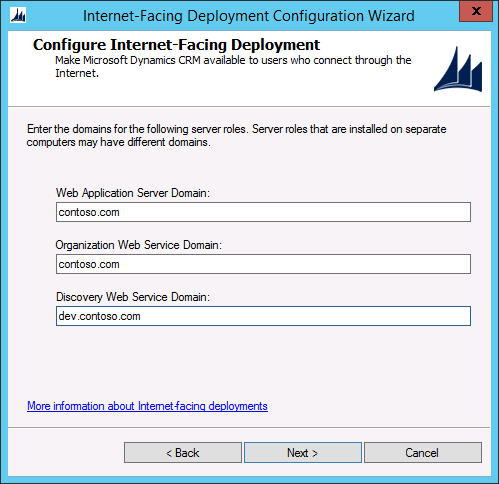 Internet-Facing Deployment Configuration Wizard
x
Configure Internet-Facing Deployment
Make Microsoft Dynamics CRM available to users who connect through the
Internet.
Enter the domains for the following server roles. Server roles that are installed on separate
computers may have different domains.
Web Application Server Domain:
contoso.com
Organization Web Service Domain:
contoso.com
Discovery Web Service Domain:
dev.contoso.com
More information about Internet-facing deployments
< Back
Next >
Cancel